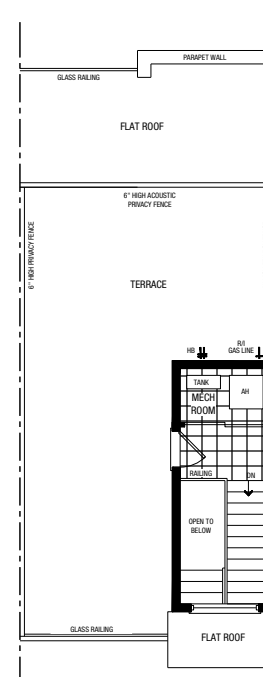 PARAPET WALL
GLASS RAILING
FLAT ROOF
6" HIGH ACOUSTIC
PRIVACY FENCE
6" HIGH PRIVACY FENCE
TERRACE
HB
R/I
GAS LINE
TANK
AH
MECH
ROOM
RAILING
DN
OPEN TO
BELOW
GLASS RAILING
FLAT ROOF